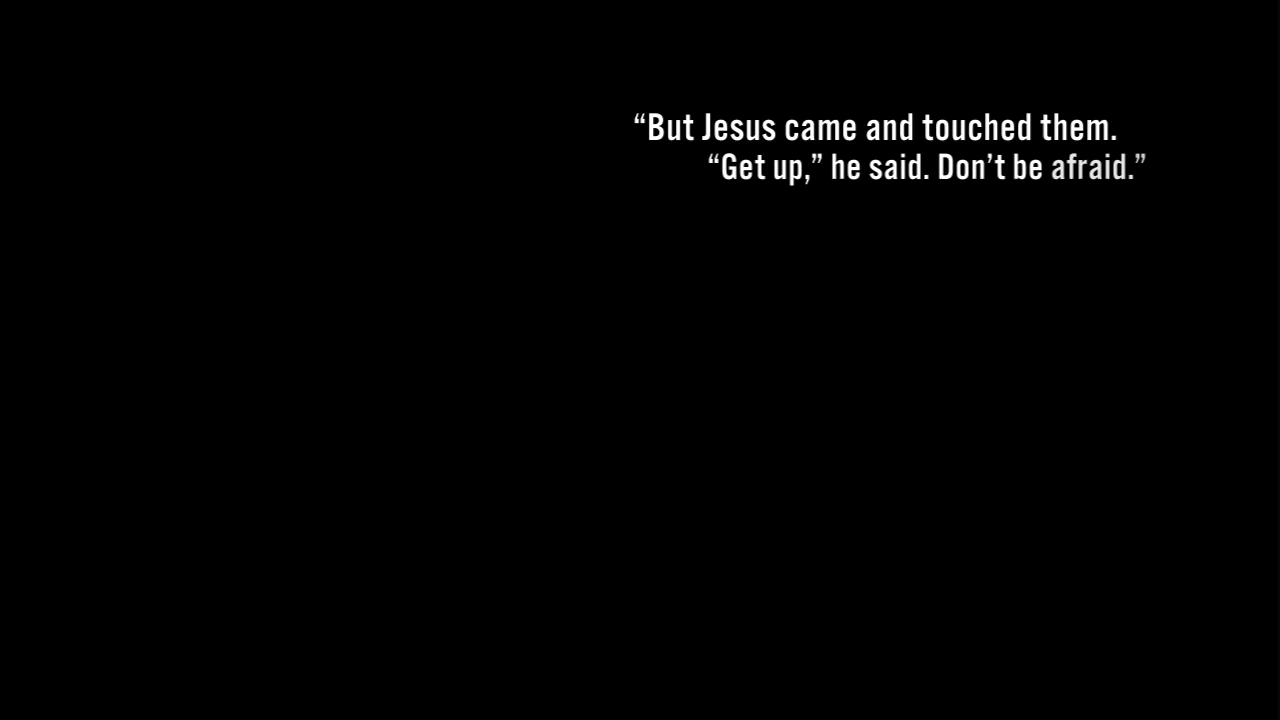 “But Jesus came and touched them.
“Get up,” he said. Don’t be afraid.”